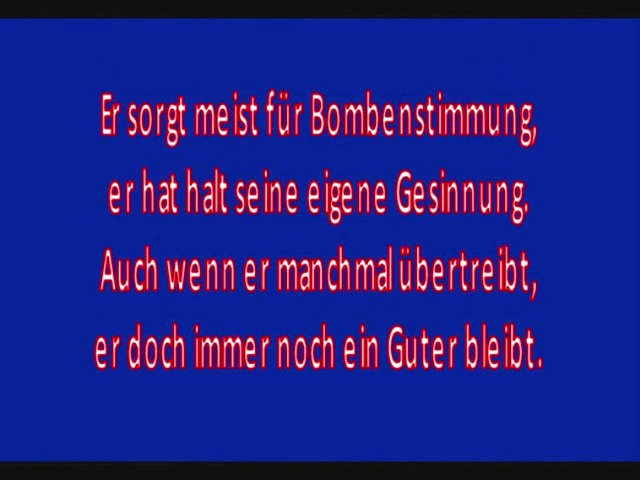 Er sorgt meist für Bombenstimmung,
er hat halt seine eigene Gesinnung.
Auch wenn er manchmal übertreibt,
er doch immer noch ein Guter bleibt.